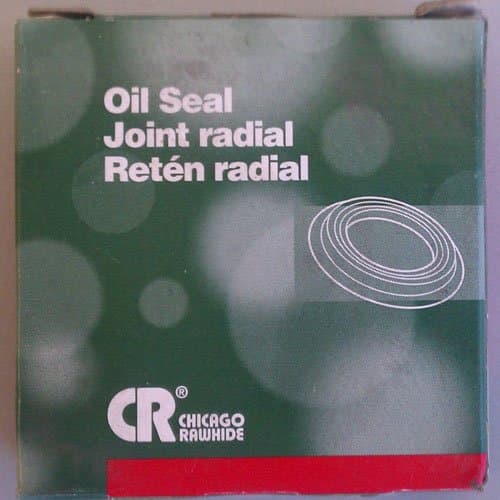 Oil Seal
Joint radial
Retén radial
CR®
CHICAGO
RAWHIDE